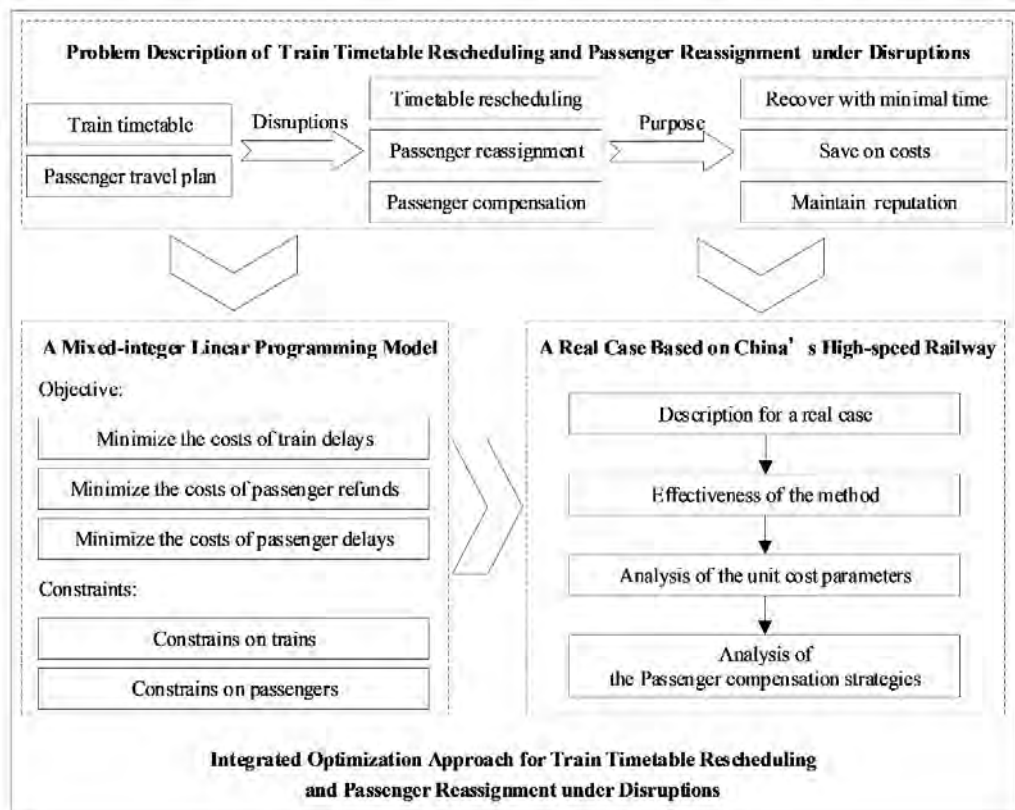 Problem Description of Train Timetable Rescheduling and Passenger Reassignment under Disruptions
Train timetable
Passenger travel plan
Disruptions
Timetable rescheduling
Passenger reassignment
Passenger compensation
Purpose
Recover with minimal time
Save on costs
Maintain reputation
A Mixed-integer Linear Programming Model
Objective:
Minimize the costs of train delays
Minimize the costs of passenger refunds
Minimize the costs of passenger delays
Constraints:
Constrains on trains
Constrains on passengers
A Real Case Based on China's High-speed Railway
Description for a real case
Effectiveness of the method
Analysis of the unit cost parameters
Analysis of
the Passenger compensation strategies
Integrated Optimization Approach for Train Timetable Rescheduling
and Passenger Reassignment under Disruptions